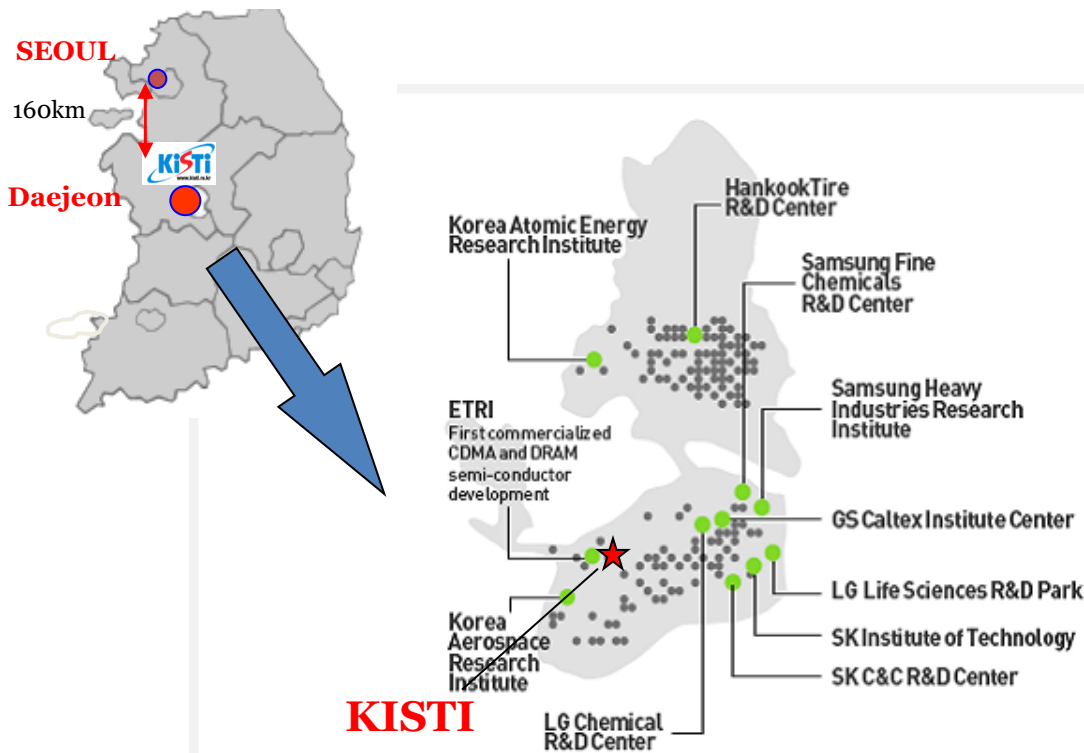 SEOUL
160km
KiSTi
www.kisti.re.kr
Daejeon
HankookTire
R&D Center
Korea Atomic Energy
Research Institute
Samsung Fine
Chemicals
R&D Center
Samsung Heavy
Industries Research
Institute
ETRI
First commercialized
CDMA and DRAM
semi-conductor
development
GS Caltex Institute Center
LG Life Sciences R&D Park
Korea
Aerospace
Research
Institute
SK Institute of Technology
SK C&C R&D Center
KISTI
LG Chemical
R&D Center